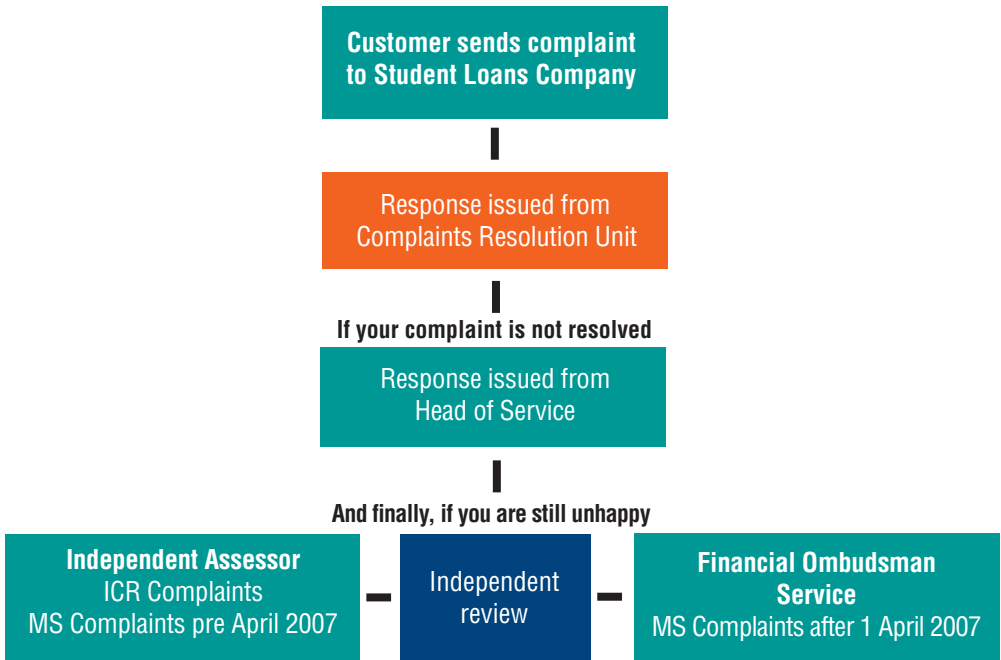 Customer sends complaint
to Student Loans Company
Response issued from
Complaints Resolution Unit
If your complaint is not resolved
Response issued from
Head of Service
And finally, if you are still unhappy
Independent Assessor
ICR Complaints
MS Complaints pre April 2007
Independent
review
Financial Ombudsman
Service
MS Complaints after 1 April 2007